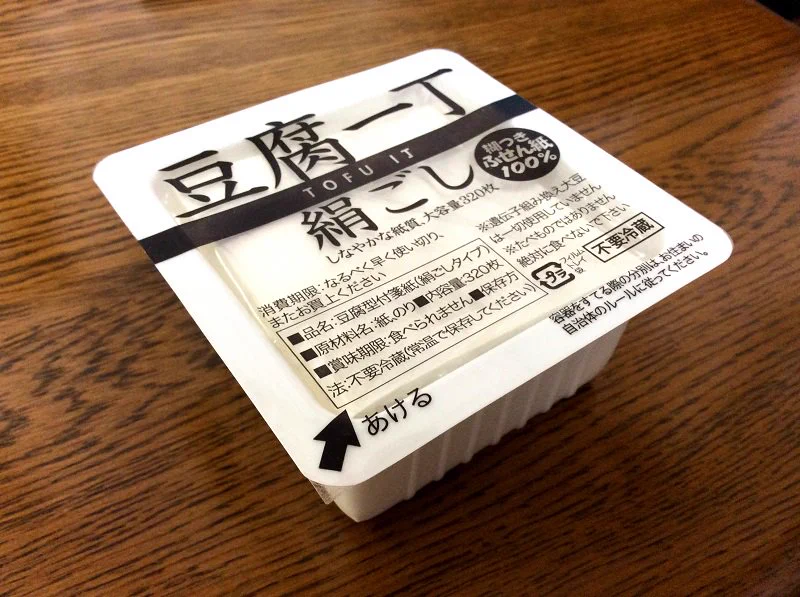 豆腐一丁
TOFU IT
絹ごし
糊つき
ふせん紙
100%
しなやかな紙質、大容量320枚
消費期限:なるべく早く使い切り、
またお買上ください
※遺伝子組み換え大豆
は一切使用していません
※たべものではありません
絶対に食べないで下さい
■品名:豆腐型付箋紙(絹ごしタイプ)
■原材料名:紙、のり■内容量320枚
■賞味期限:食べられません■保存方
法:不要冷蔵(常温で保存してください)
プラ
フィルム
トレー
不要冷蔵
容器をすてる際の分別は、お住まいの
自治体のルールに従ってください。
あける